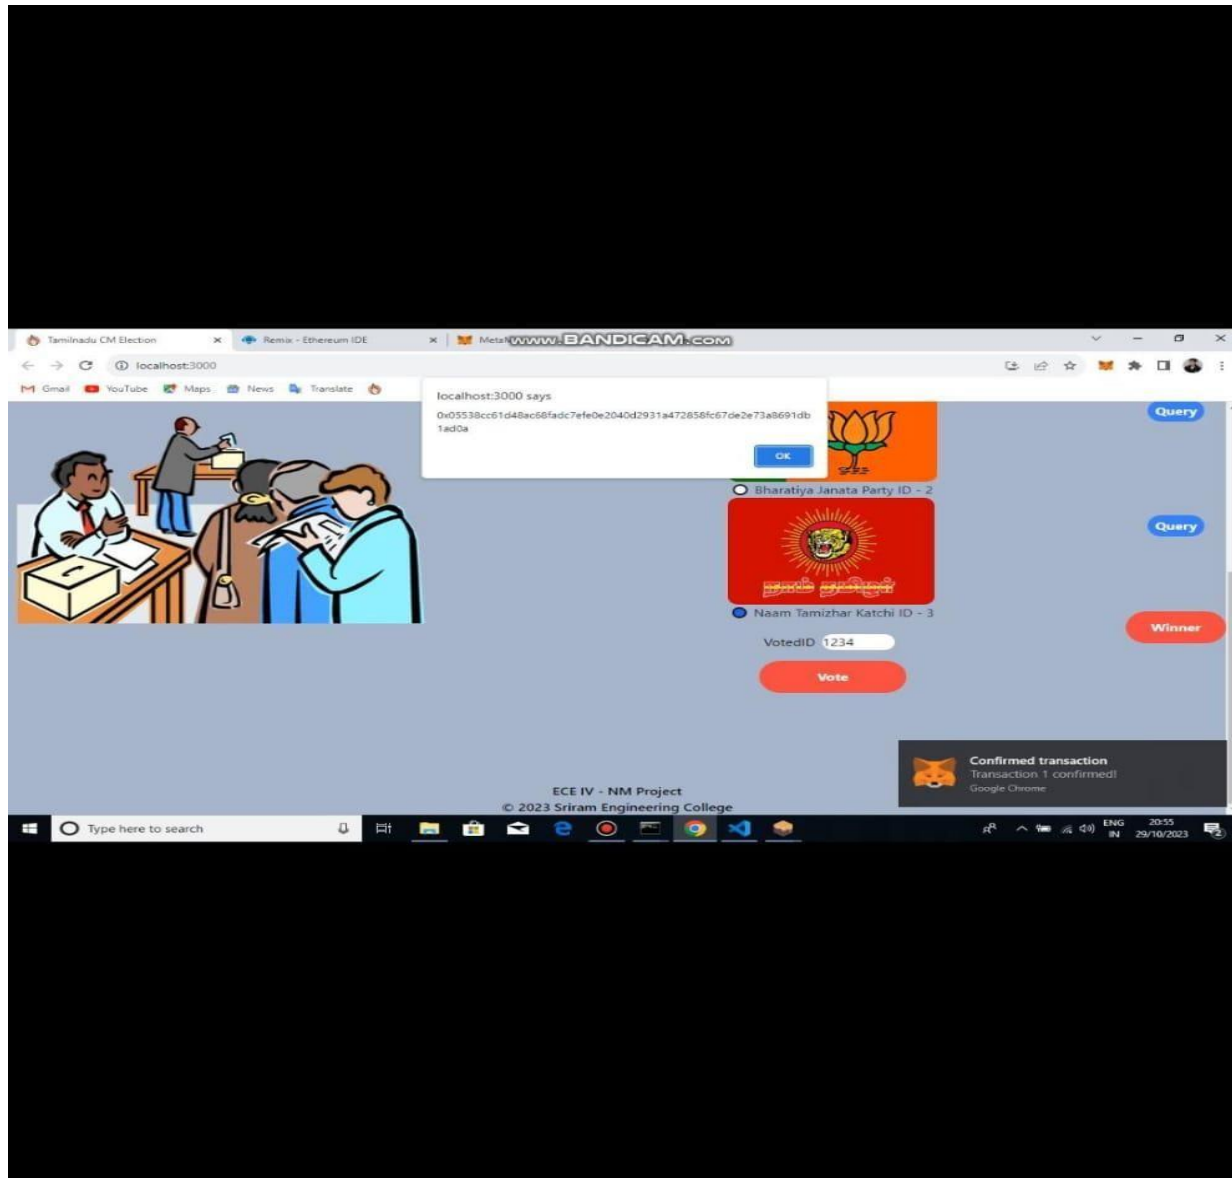 Tamilnadu CM Election
Remix - Ethereum IDE
www.BANDICAM.com
localhost:3000
Gmail YouTube Maps News Translate
localhost:3000 says
0x05538cc61d48ac68fadc7efe0e2040d2931a472858fc67de2e73a8691db
1ad0a
OK
Query
Bharatiya Janata Party ID - 2
Query
நாம் தமிழர்
Naam Tamizhar Katchi ID - 3
Winner
VotedID 1234
Vote
Confirmed transaction
Transaction 1 confirmed!
Google Chrome
ECE IV - NM Project
© 2023 Sriram Engineering College
Type here to search
ENG
IN
20:55
29/10/2023
2